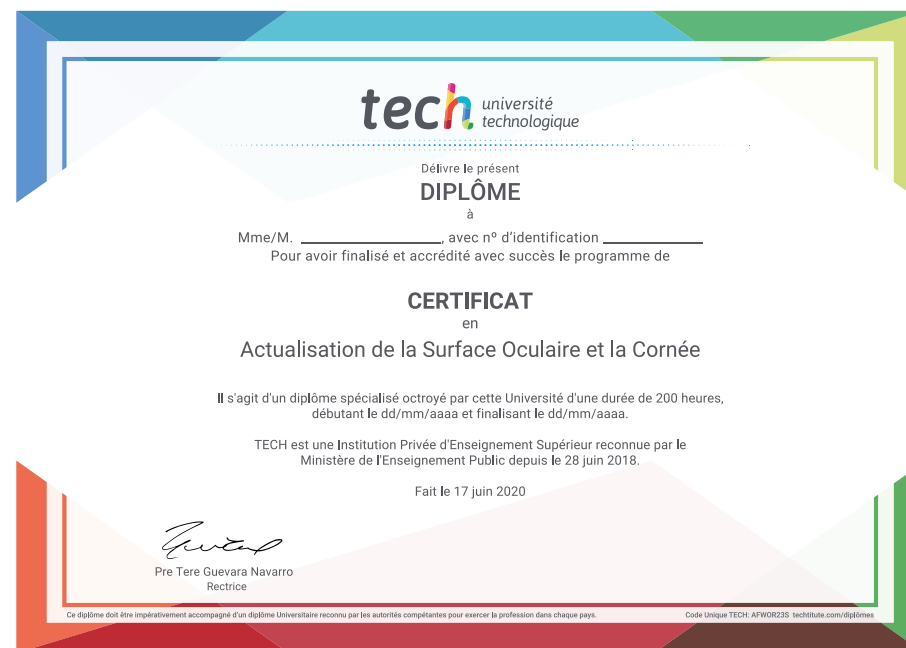 tech université
technologique
Délivre le présent
DIPLÔME
à
Mme/M. ____________________, avec nº d'identification ______________
Pour avoir finalisé et accrédité avec succès le programme de
CERTIFICAT
en
Actualisation de la Surface Oculaire et la Cornée
Il s'agit d'un diplôme spécialisé octroyé par cette Université d'une durée de 200 heures,
débutant le dd/mm/aaaa et finalisant le dd/mm/aaaa.
TECH est une Institution Privée d'Enseignement Supérieur reconnue par le
Ministère de l'Enseignement Public depuis le 28 juin 2018.
Fait le 17 juin 2020
Pre Tere Guevara Navarro
Rectrice
Ce diplôme doit être impérativement accompagné d'un diplôme Universitaire reconnu par les autorités compétentes pour exercer la profession dans chaque pays.
Code Unique TECH: AFWOR23S techtitute.com/diplômes